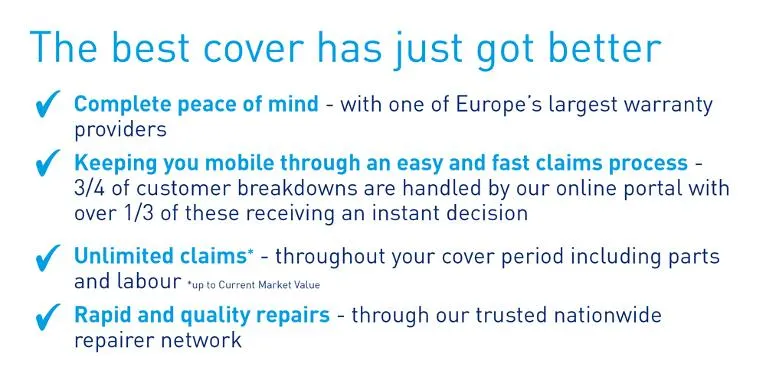 The best cover has just got better
✓ Complete peace of mind - with one of Europe's largest warranty
providers
✓ Keeping you mobile through an easy and fast claims process -
3/4 of customer breakdowns are handled by our online portal with
over 1/3 of these receiving an instant decision
✓ Unlimited claims* - throughout your cover period including parts
and labour *up to Current Market Value
✓ Rapid and quality repairs - through our trusted nationwide
repairer network